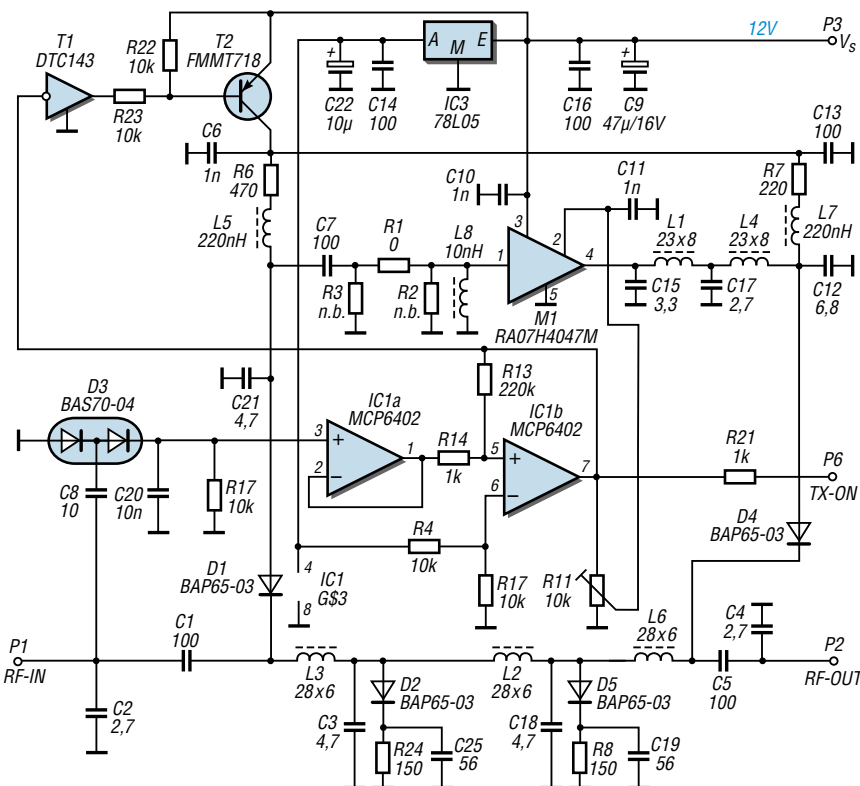 T1
DTC143
R22
10k
T2
FMMT718
R23
10k
A
M
E
IC3
78L05
+
C22
10µ
C14
100
C16
100
+
C9
47µ/16V
12V
P3
Vs
C13
100
C6
1n
R6
470
L5
220nH
C10
1n
C11
1n
R7
220
L7
220nH
C7
100
R1
0
L8
10nH
R3
n.b.
R2
n.b.
1
3
2
4
5
M1
RA07H4047M
L1
23x8
L4
23x8
C15
3,3
C17
2,7
C12
6,8
D3
BAS70-04
C21
4,7
R13
220k
IC1a
MCP6402
3
+
2
−
1
R14
1k
IC1b
MCP6402
5
+
6
−
7
R21
1k
P6
TX-ON
C8
10
C20
10n
R17
10k
R4
10k
D4
BAP65-03
D1
BAP65-03
4
IC1
G$3
8
R17
10k
R11
10k
P1
RF-IN
C1
100
C2
2,7
L3
28x6
D2
BAP65-03
L2
28x6
D5
BAP65-03
L6
28x6
C4
2,7
C5
100
P2
RF-OUT
C3
4,7
R24
150
C25
56
C18
4,7
R8
150
C19
56